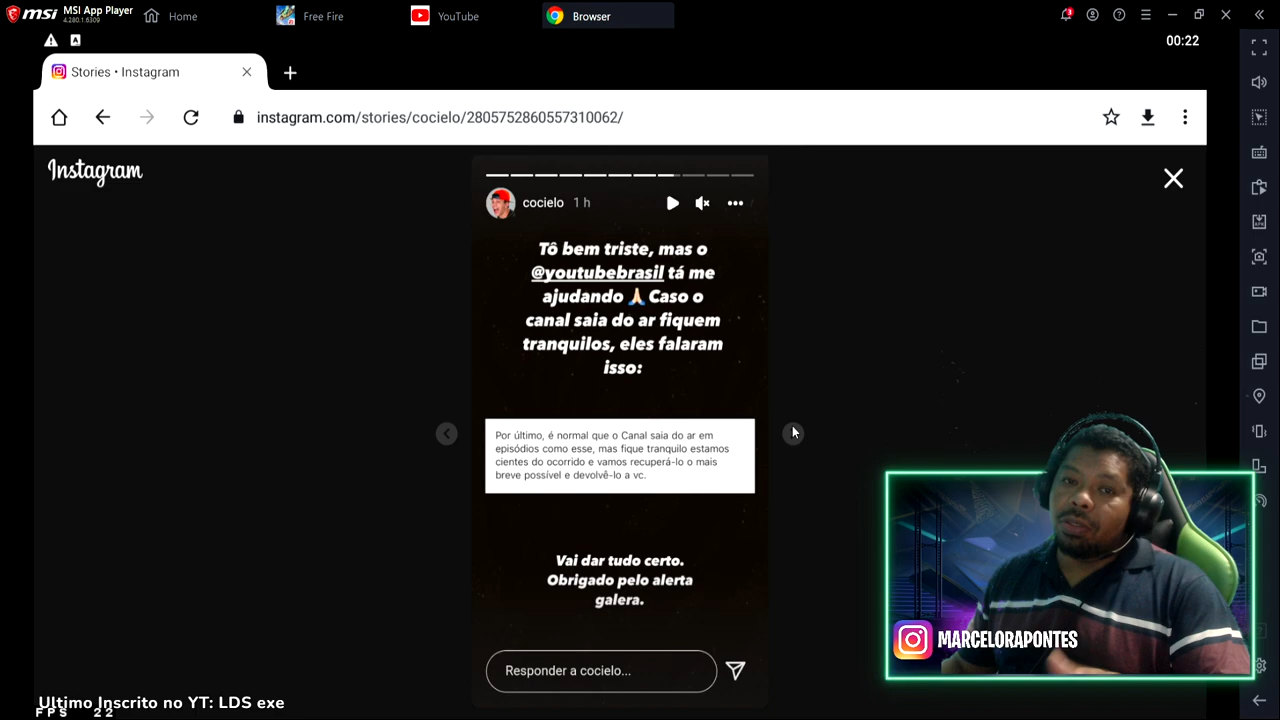 msi MSI App Player
4.280.1.6309
Home
Free Fire
YouTube
Browser
3
A
00:22
Stories • Instagram
instagram.com/stories/cocielo/2805752860557310062/
Instagram
cocielo 1 h
Tô bem triste, mas o
@youtubebrasil tá me
ajudando 🙏🏻 Caso o
canal saia do ar fiquem
tranquilos, eles falaram
isso:
Por último, é normal que o Canal saia do ar em
episódios como esse, mas fique tranquilo estamos
cientes do ocorrido e vamos recuperá-lo o mais
breve possível e devolvê-lo a vc.
Vai dar tudo certo.
Obrigado pelo alerta
galera.
Responder a cocielo...
MARCELORAPONTES
Ultimo Inscrito no YT: LDS exe
FPS 22